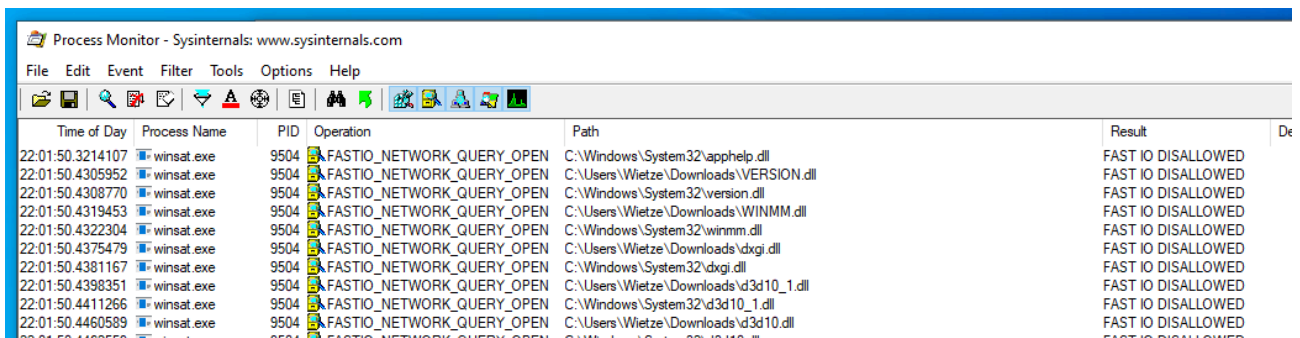 Process Monitor - Sysinternals: www.sysinternals.com
File Edit Event Filter Tools Options Help
Time of Day Process Name PID Operation Path Result De
22:01:50.3214107 winsat.exe 9504 FASTIO_NETWORK_QUERY_OPEN C:\Windows\System32\apphelp.dll FAST IO DISALLOWED
22:01:50.4305952 winsat.exe 9504 FASTIO_NETWORK_QUERY_OPEN C:\Users\Wietze\Downloads\VERSION.dll FAST IO DISALLOWED
22:01:50.4308770 winsat.exe 9504 FASTIO_NETWORK_QUERY_OPEN C:\Windows\System32\version.dll FAST IO DISALLOWED
22:01:50.4319453 winsat.exe 9504 FASTIO_NETWORK_QUERY_OPEN C:\Users\Wietze\Downloads\WINMM.dll FAST IO DISALLOWED
22:01:50.4322304 winsat.exe 9504 FASTIO_NETWORK_QUERY_OPEN C:\Windows\System32\winmm.dll FAST IO DISALLOWED
22:01:50.4375479 winsat.exe 9504 FASTIO_NETWORK_QUERY_OPEN C:\Users\Wietze\Downloads\dxgi.dll FAST IO DISALLOWED
22:01:50.4381167 winsat.exe 9504 FASTIO_NETWORK_QUERY_OPEN C:\Windows\System32\dxgi.dll FAST IO DISALLOWED
22:01:50.4398351 winsat.exe 9504 FASTIO_NETWORK_QUERY_OPEN C:\Users\Wietze\Downloads\d3d10_1.dll FAST IO DISALLOWED
22:01:50.4411266 winsat.exe 9504 FASTIO_NETWORK_QUERY_OPEN C:\Windows\System32\d3d10_1.dll FAST IO DISALLOWED
22:01:50.4460589 winsat.exe 9504 FASTIO_NETWORK_QUERY_OPEN C:\Users\Wietze\Downloads\d3d10.dll FAST IO DISALLOWED